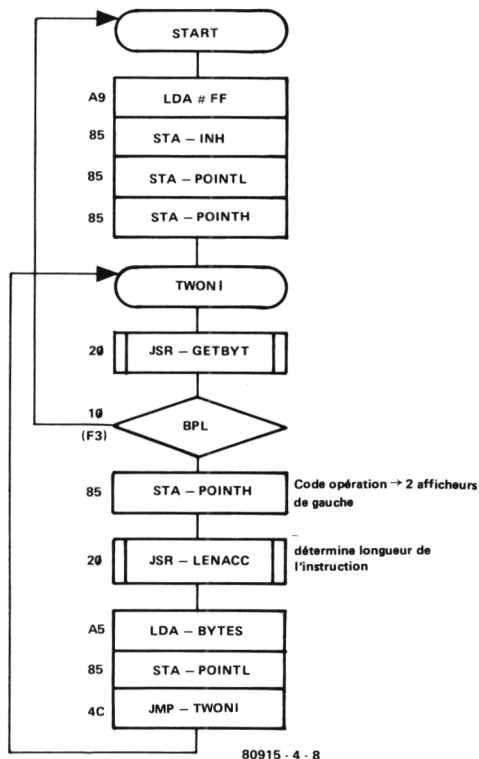 START
A9 LDA # FF
85 STA – INH
85 STA – POINTL
85 STA – POINTH
TWONI
20 JSR – GETBYT
10 BPL
(F3)
85 STA – POINTH Code opération → 2 afficheurs
de gauche
20 JSR – LENACC détermine longueur de
l'instruction
A5 LDA – BYTES
85 STA – POINTL
4C JMP – TWONI
80915 - 4 - 8